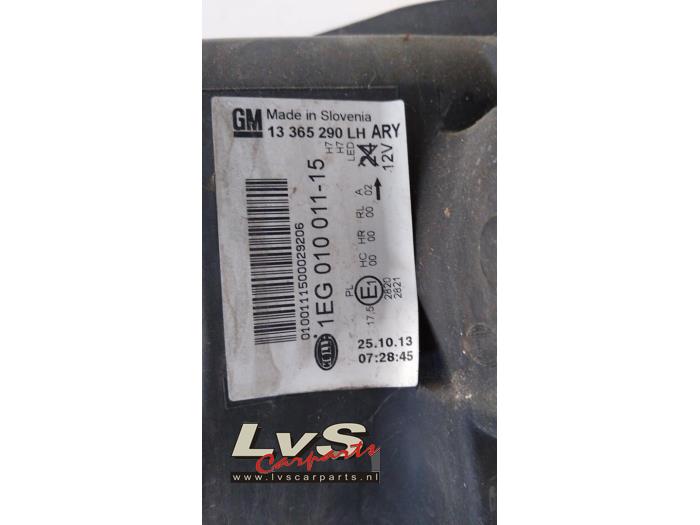 GM Made in Slovenia
13 365 290 LH ARY
H7
H7
LED
24
12V
0100111500029206
1EG 010 011-15
HELLA
PL HC HR RL A
17.5 E1 00 00 00 02
2820
2821
25.10.13
07:28:45
LvS
Carparts
www.lvscarparts.nl